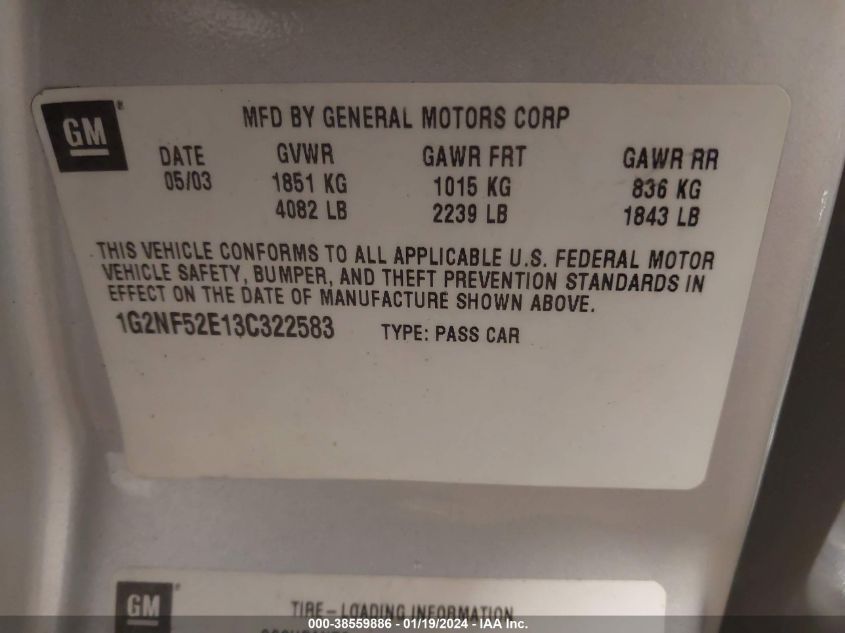 GM
MFD BY GENERAL MOTORS CORP
DATE GVWR GAWR FRT GAWR RR
05/03 1851 KG 1015 KG 836 KG
4082 LB 2239 LB 1843 LB
THIS VEHICLE CONFORMS TO ALL APPLICABLE U.S. FEDERAL MOTOR
VEHICLE SAFETY, BUMPER, AND THEFT PREVENTION STANDARDS IN
EFFECT ON THE DATE OF MANUFACTURE SHOWN ABOVE.
1G2NF52E13C322583 TYPE: PASS CAR
GM
TIRE-LOADING INFORMATION
000-38559886 - 01/19/2024 - IAA Inc.